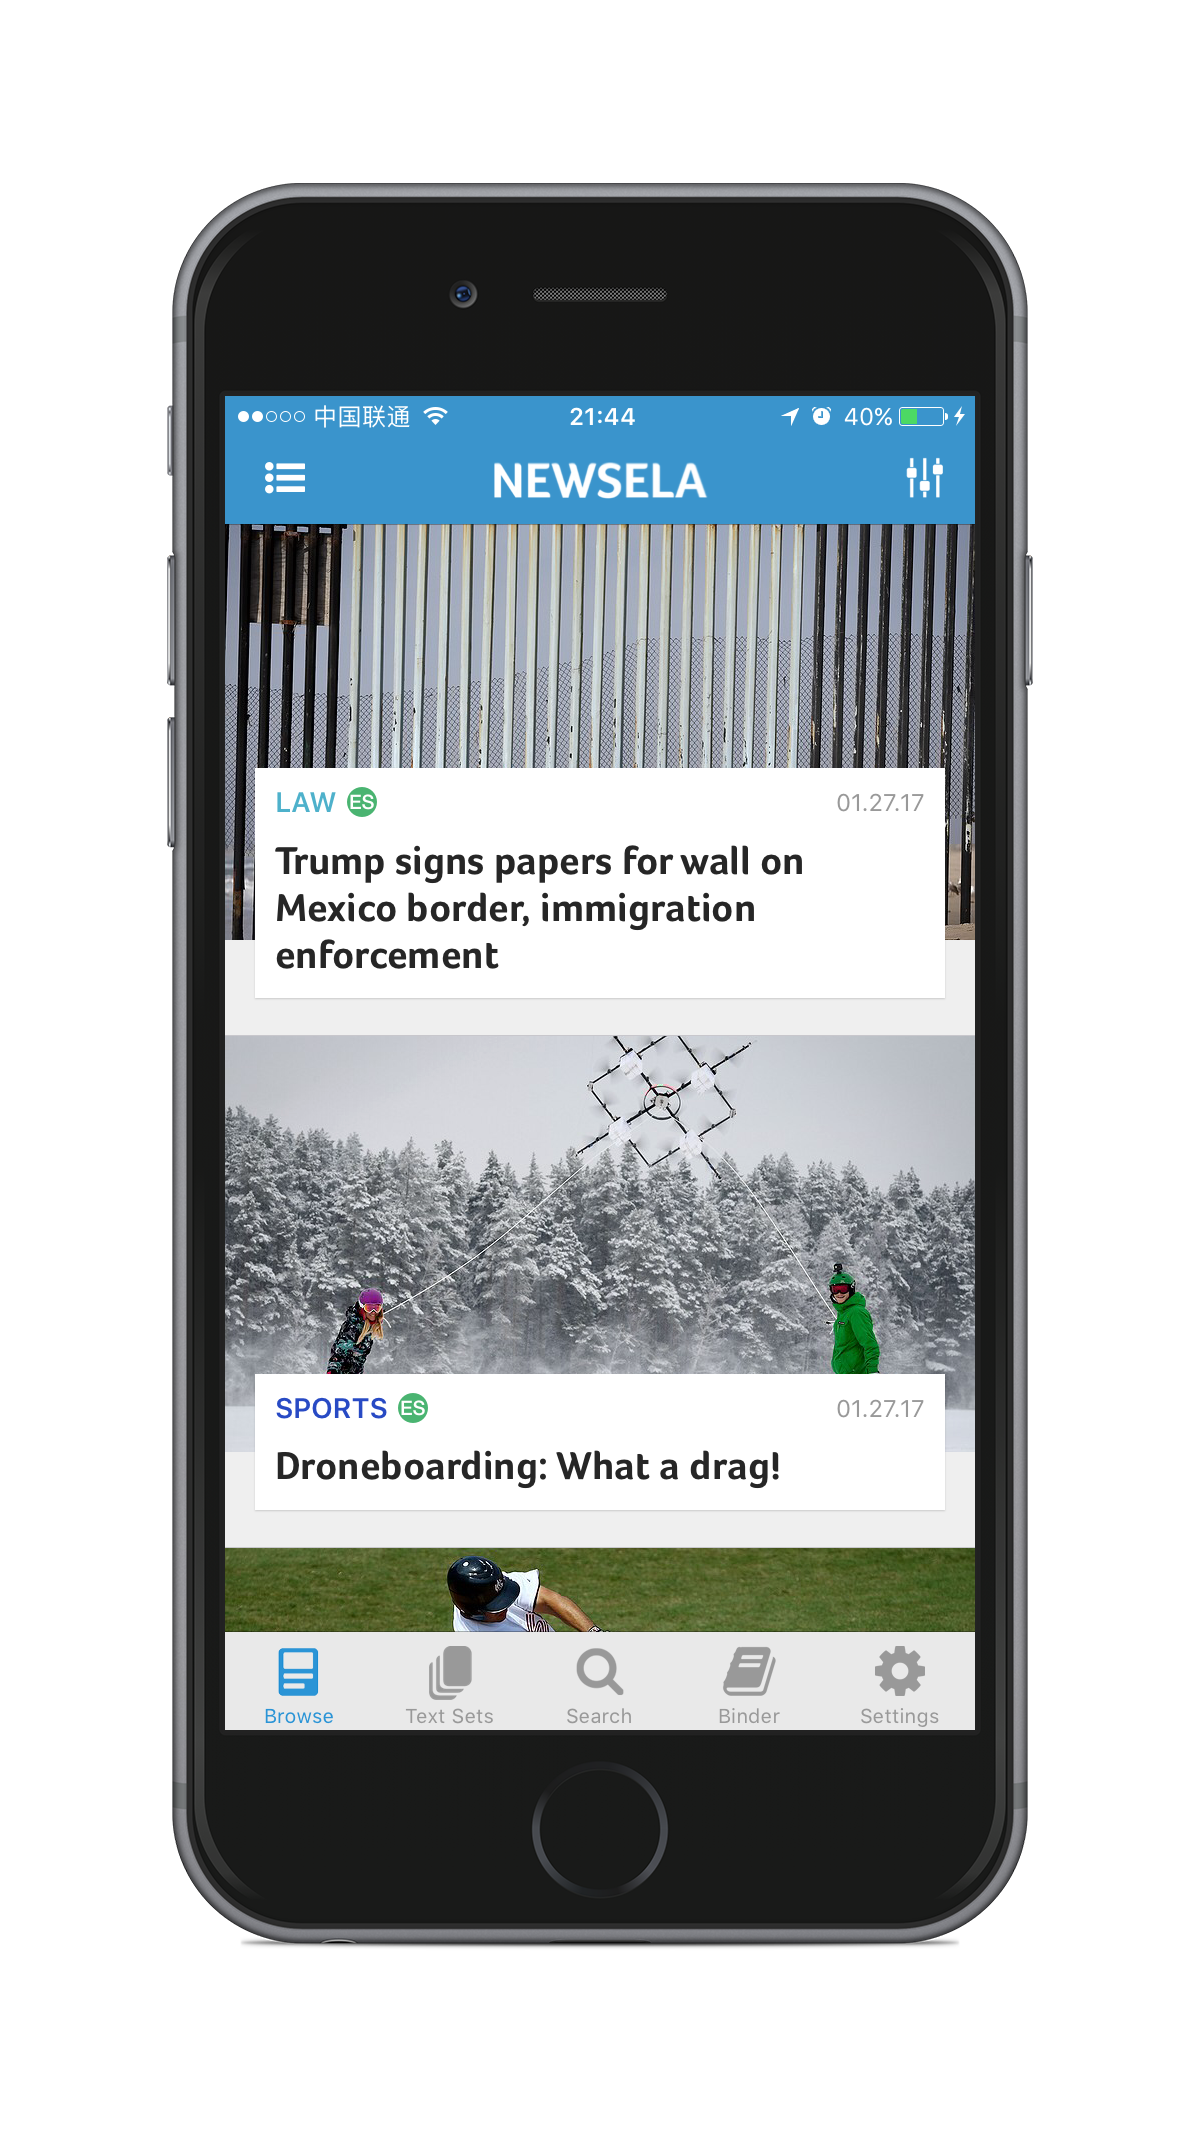 中国联通 21:44 40%
NEWSELA
LAW ES 01.27.17
Trump signs papers for wall on
Mexico border, immigration
enforcement
SPORTS ES 01.27.17
Droneboarding: What a drag!
Browse Text Sets Search Binder Settings